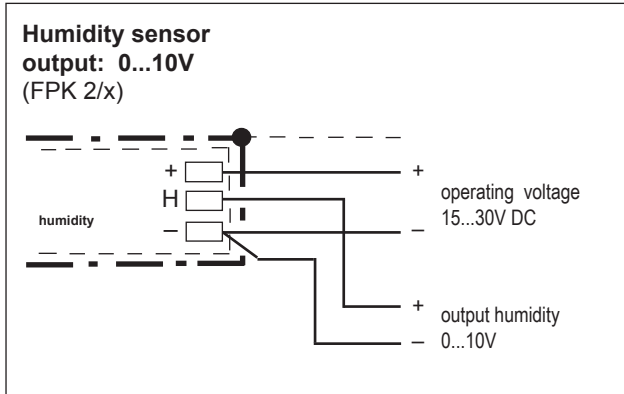 Humidity sensor
output: 0...10V
(FPK 2/x)
+
H
–
humidity
+
operating voltage
15...30V DC
–
+
output humidity
– 0...10V